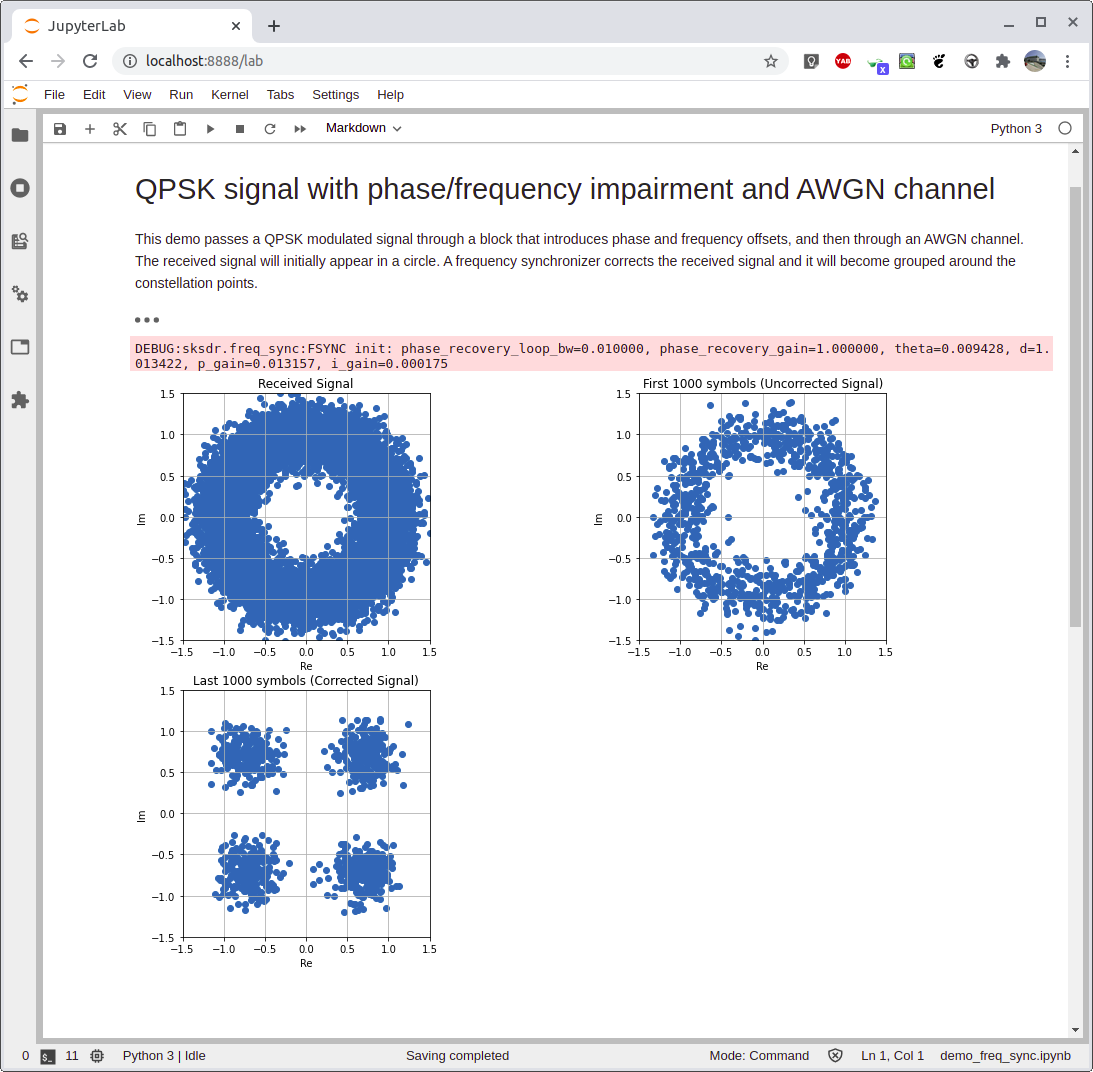 JupyterLab
localhost:8888/lab
YAB
x
File Edit View Run Kernel Tabs Settings Help
Markdown
Python 3
QPSK signal with phase/frequency impairment and AWGN channel
This demo passes a QPSK modulated signal through a block that introduces phase and frequency offsets, and then through an AWGN channel.
The received signal will initially appear in a circle. A frequency synchronizer corrects the received signal and it will become grouped around the
constellation points.
DEBUG:sksdr.freq_sync:FSYNC init: phase_recovery_loop_bw=0.010000, phase_recovery_gain=1.000000, theta=0.009428, d=1.
013422, p_gain=0.013157, i_gain=0.000175
Received Signal
1.5
1.0
0.5
0.0
−0.5
−1.0
−1.5
Im
−1.5 −1.0 −0.5 0.0 0.5 1.0 1.5
Re
First 1000 symbols (Uncorrected Signal)
1.5
1.0
0.5
0.0
−0.5
−1.0
−1.5
Im
−1.5 −1.0 −0.5 0.0 0.5 1.0 1.5
Re
Last 1000 symbols (Corrected Signal)
1.5
1.0
0.5
0.0
−0.5
−1.0
−1.5
Im
−1.5 −1.0 −0.5 0.0 0.5 1.0 1.5
Re
0 $_ 11 Python 3 | Idle Saving completed Mode: Command Ln 1, Col 1 demo_freq_sync.ipynb